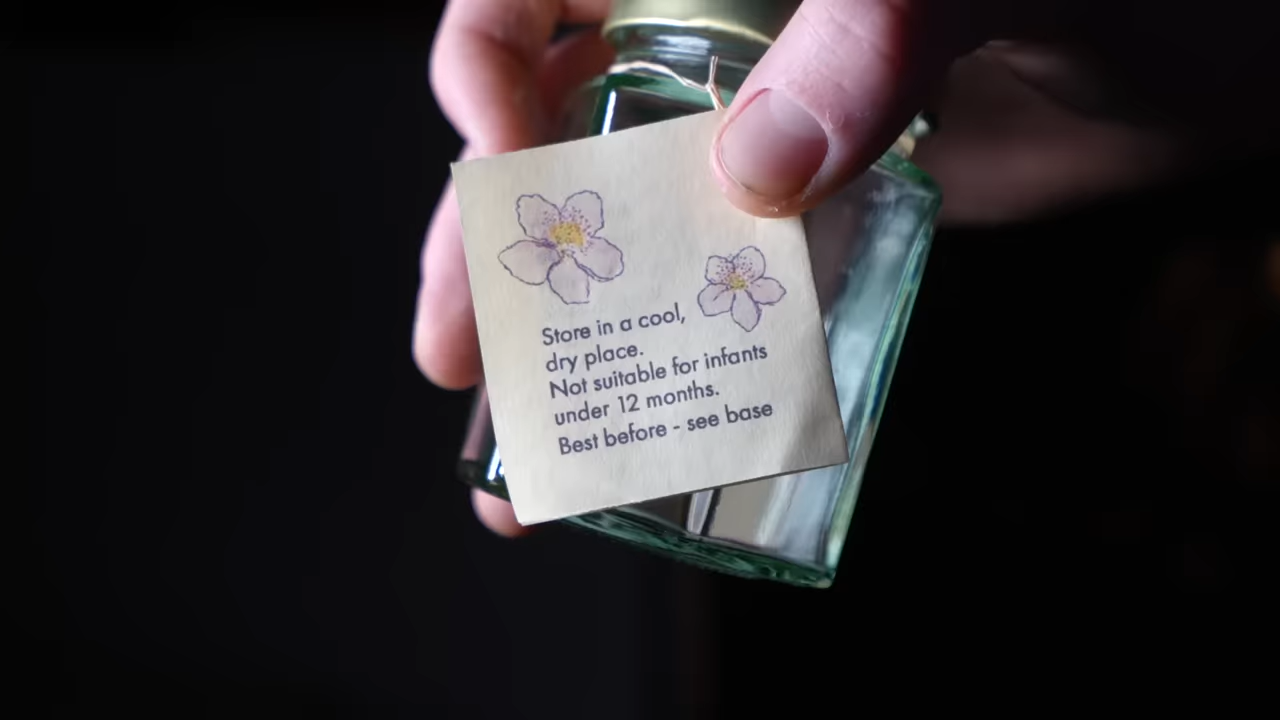 Store in a cool,
dry place.
Not suitable for infants
under 12 months.
Best before - see base